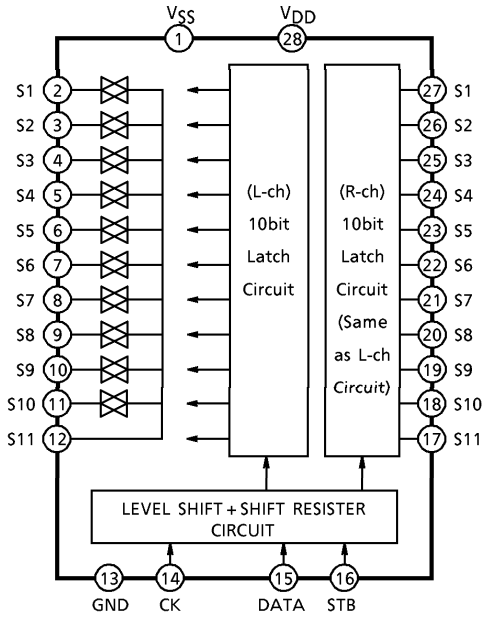 VSS VDD
1 28
S1 2 27 S1
S2 3 26 S2
S3 4 25 S3
S4 5 (L-ch) (R-ch) 24 S4
S5 6 10bit 10bit 23 S5
S6 7 Latch Latch 22 S6
S7 8 Circuit Circuit 21 S7
S8 9 (Same 20 S8
S9 10 as L-ch 19 S9
S10 11 Circuit) 18 S10
S11 12 17 S11
LEVEL SHIFT + SHIFT RESISTER
CIRCUIT
13 14 15 16
GND CK DATA STB